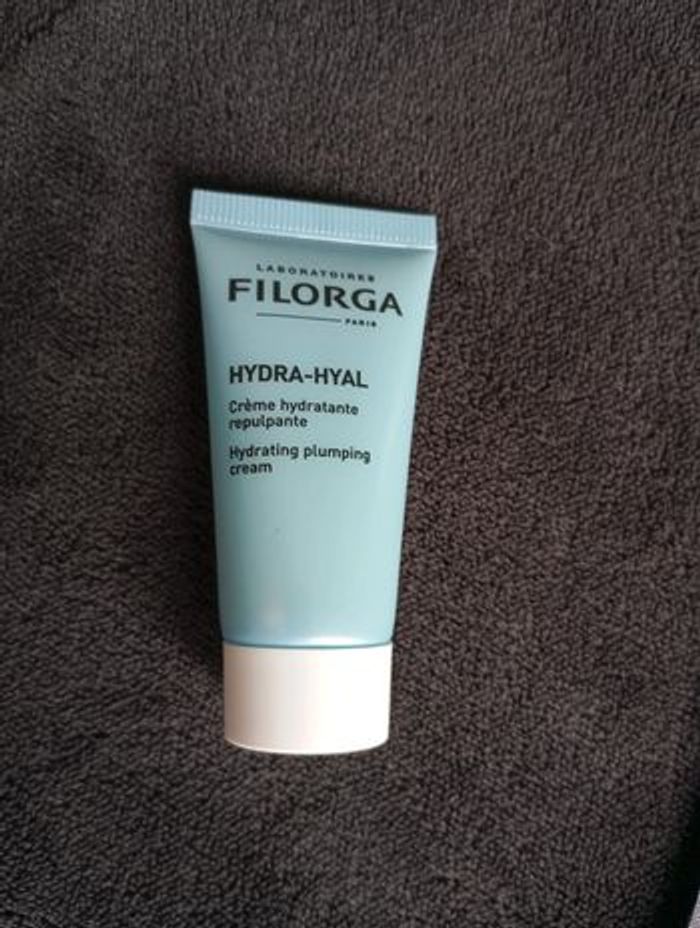 LABORATOIRES
FILORGA
PARIS
HYDRA-HYAL
Crème hydratante
repulpante
Hydrating plumping
cream